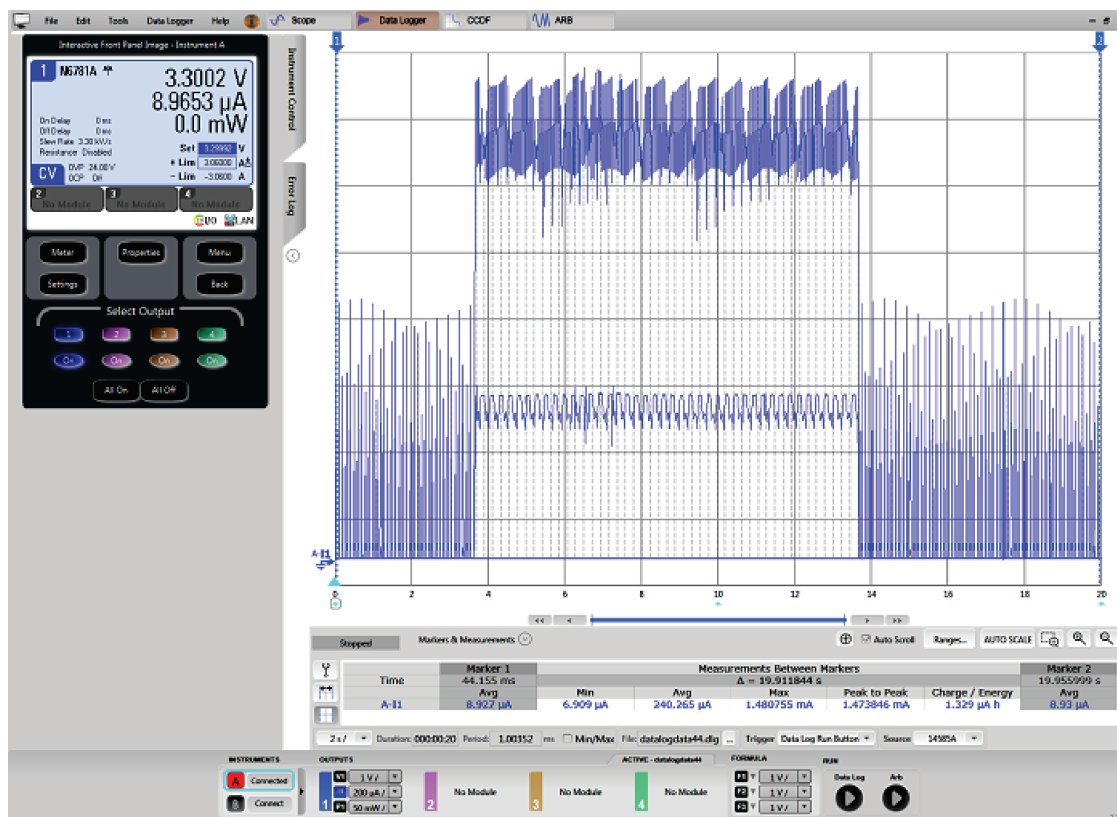 File Edit Tools Data Logger Help Scope Data Logger CCDF ARB
Interactive Front Panel Image - Instrument A
1 N6781A
3.3002 V
8.9653 µA
0.0 mW
On Delay 0 ms
Off Delay 0 ms
Slew Rate 3.30 kV/s
Resistance Disabled
Set 3.29992 V
+ Lim 3.06000 A
- Lim -3.0600 A
CV OVP 24.00 V
OCP Off
2 3 4
No Module No Module No Module
I/O LAN
Meter Properties Menu
Settings Back
Select Output
1 2 3 4
On On On On
All On All Off
Instrument Control
Error Log
1 2
A-I1
0 2 4 6 8 10 12 14 16 18 20
<< < > >>
Stopped Markers & Measurements Auto Scroll Ranges... AUTO SCALE
Marker 1 Measurements Between Markers Marker 2
Time 44.155 ms Δ = 19.911844 s 19.955999 s
Avg Min Avg Max Peak to Peak Charge / Energy Avg
A-I1 8.927 µA 6.909 µA 240.265 µA 1.480755 mA 1.473846 mA 1.329 µA h 8.93 µA
2 s/ Duration: 000:00:20 Period: 1.00352 ms Min/Max File: datalogdata44.dlg ... Trigger Data Log Run Button Source 14585A
INSTRUMENTS OUTPUTS ACTIVE - datalogdata44 FORMULA RUN
A Connected
B Connect
1 V1 1 V/
I1 200 µA/
P1 50 mW/
2 No Module 3 No Module 4 No Module
F1 1 V/
F2 1 V/
F3 1 V/
Data Log Arb